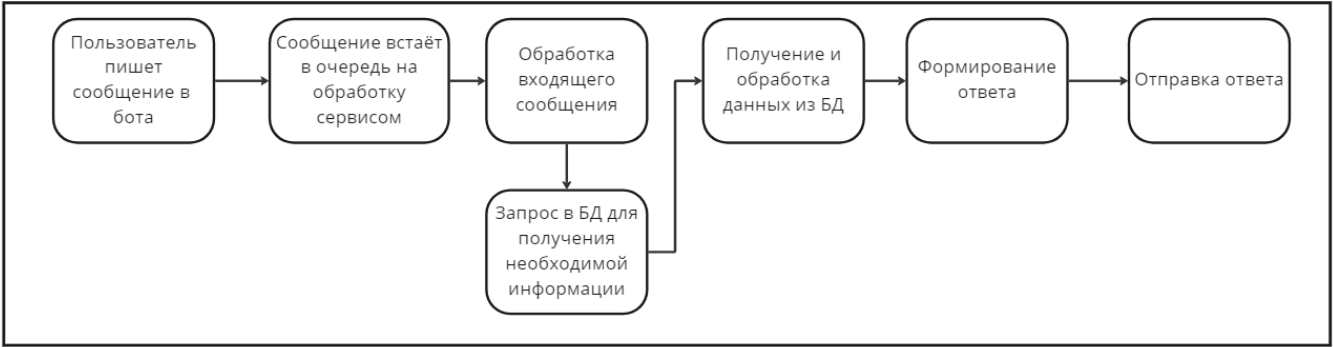 Пользователь
пишет
сообщение в
бота
Сообщение встаёт
в очередь на
обработку
сервисом
Обработка
входящего
сообщения
Запрос в БД для
получения
необходимой
информации
Получение и
обработка
данных из БД
Формирование
ответа
Отправка ответа